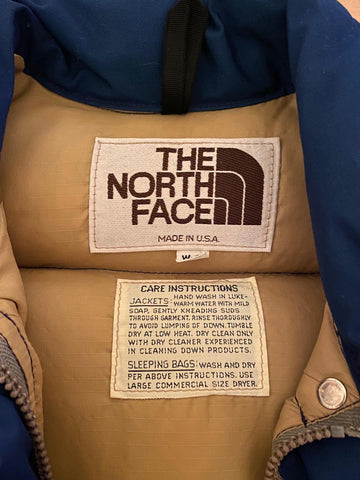 THE
NORTH
FACE
MADE IN U.S.A.
W
CARE INSTRUCTIONS
JACKETS: HAND WASH IN LUKE-
WARM WATER WITH MILD
SOAP, GENTLY KNEADING SUDS
THROUGH GARMENT. RINSE THOROUGHLY
TO AVOID LUMPING OF DOWN. TUMBLE
DRY AT LOW HEAT. DRY CLEAN ONLY
WITH DRY CLEANER EXPERIENCED
IN CLEANING DOWN PRODUCTS.
SLEEPING BAGS: WASH AND DRY
PER ABOVE INSTRUCTIONS. USE
LARGE COMMERCIAL SIZE DRYER.